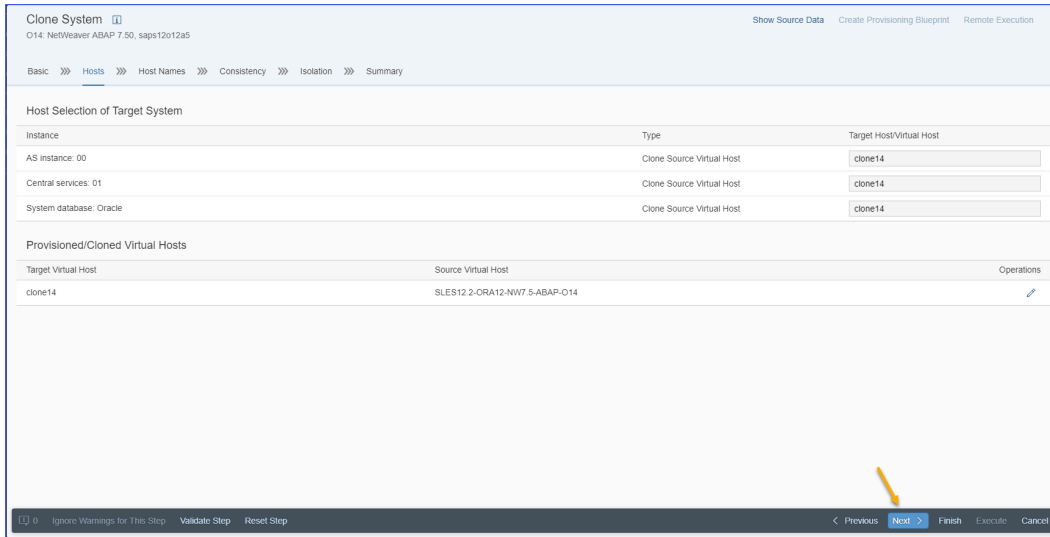 Clone System
Show Source Data Create Provisioning Blueprint Remote Execution
O14: NetWeaver ABAP 7.50, saps12o12a5
Basic Hosts Host Names Consistency Isolation Summary
Host Selection of Target System
Instance Type Target Host/Virtual Host
AS instance: 00 Clone Source Virtual Host clone14
Central services: 01 Clone Source Virtual Host clone14
System database: Oracle Clone Source Virtual Host clone14
Provisioned/Cloned Virtual Hosts
Target Virtual Host Source Virtual Host Operations
clone14 SLES12.2-ORA12-NW7.5-ABAP-O14
0 Ignore Warnings for This Step Validate Step Reset Step < Previous Next > Finish Execute Cancel